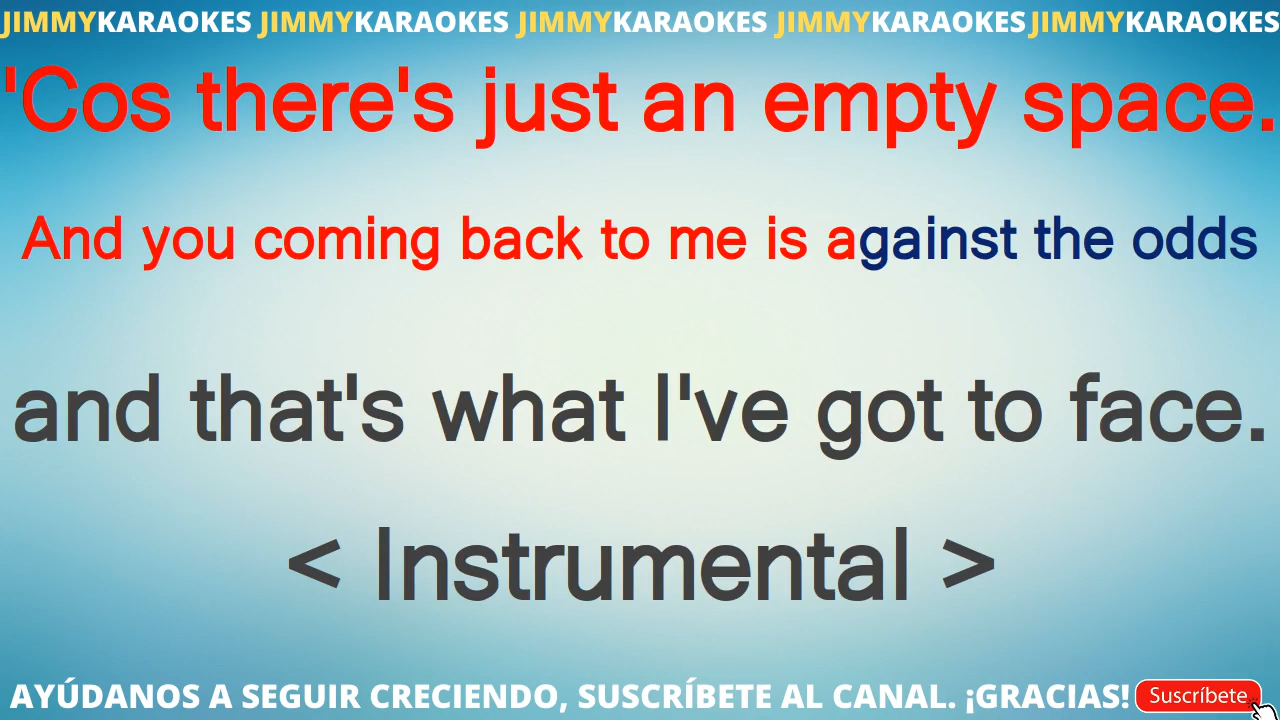 JIMMYKARAOKES JIMMYKARAOKES JIMMYKARAOKES JIMMYKARAOKES JIMMYKARAOKES
'Cos there's just an empty space.
And you coming back to me is against the odds
and that's what I've got to face.
< Instrumental >
AYÚDANOS A SEGUIR CRECIENDO, SUSCRÍBETE AL CANAL. ¡GRACIAS! Suscríbete